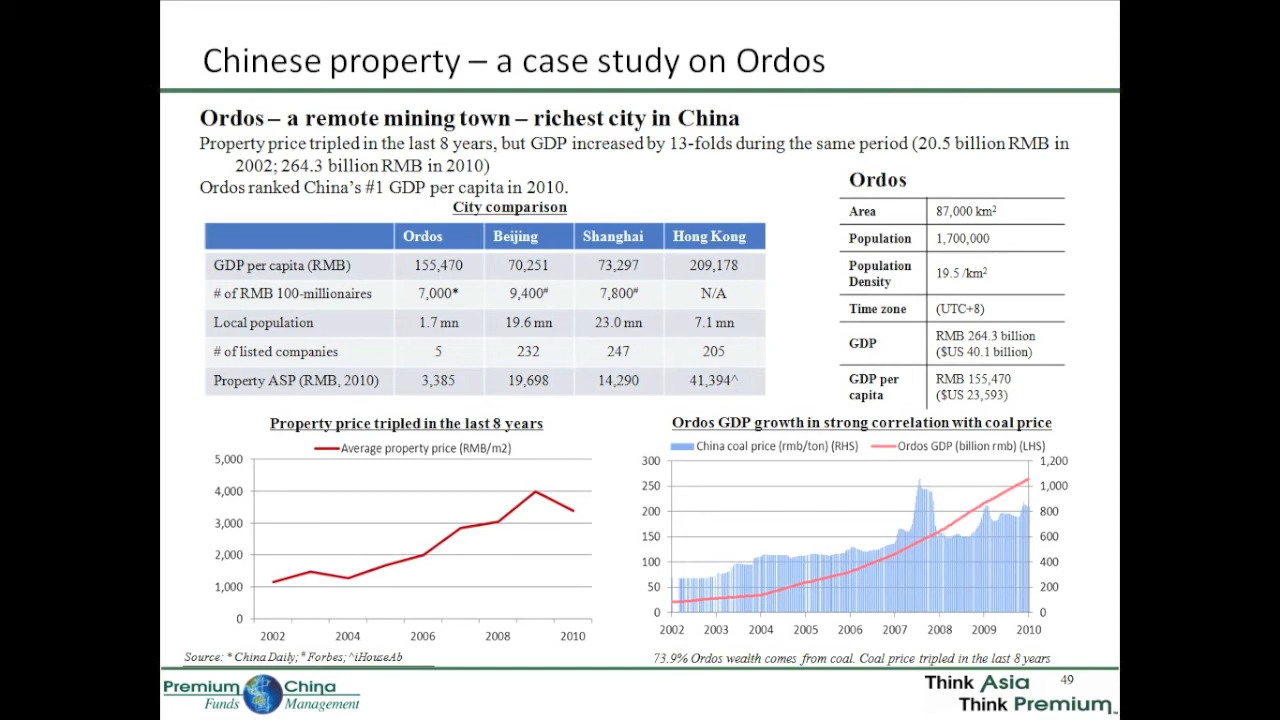 Chinese property – a case study on Ordos
Ordos – a remote mining town – richest city in China
Property price tripled in the last 8 years, but GDP increased by 13-folds during the same period (20.5 billion RMB in
2002; 264.3 billion RMB in 2010)
Ordos ranked China's #1 GDP per capita in 2010.
City comparison
Ordos Beijing Shanghai Hong Kong
GDP per capita (RMB) 155,470 70,251 73,297 209,178
# of RMB 100-millionaires 7,000* 9,400# 7,800# N/A
Local population 1.7 mn 19.6 mn 23.0 mn 7.1 mn
# of listed companies 5 232 247 205
Property ASP (RMB, 2010) 3,385 19,698 14,290 41,394^
Ordos
Area 87,000 km²
Population 1,700,000
Population
Density 19.5 /km²
Time zone (UTC+8)
GDP RMB 264.3 billion
($US 40.1 billion)
GDP per RMB 155,470
capita ($US 23,593)
Property price tripled in the last 8 years
Average property price (RMB/m2)
5,000
4,000
3,000
2,000
1,000
0
2002 2004 2006 2008 2010
Ordos GDP growth in strong correlation with coal price
China coal price (rmb/ton) (RHS) Ordos GDP (billion rmb) (LHS)
300 1,200
250 1,000
200 800
150 600
100 400
50 200
0 0
2002 2003 2004 2005 2006 2007 2008 2009 2010
Source: * China Daily; # Forbes; ^iHouseAb
73.9% Ordos wealth comes from coal. Coal price tripled in the last 8 years
Premium China
Funds Management
Think Asia
Think Premium™
49